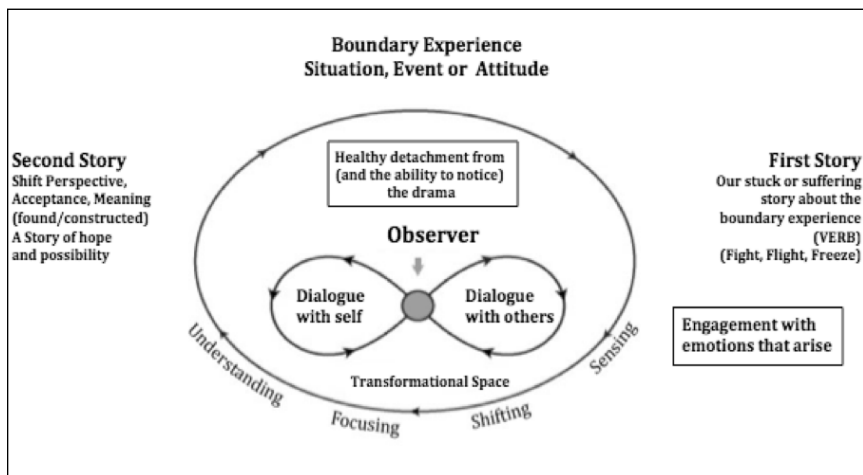 Boundary Experience
Situation, Event or Attitude
Second Story
Shift Perspective,
Acceptance, Meaning
(found/constructed)
A Story of hope
and possibility
Healthy detachment from
(and the ability to notice)
the drama
First Story
Our stuck or suffering
story about the
boundary experience
(VERB)
(Fight, Flight, Freeze)
Observer
Dialogue
with self
Dialogue
with others
Engagement with
emotions that arise
Transformational Space
Understanding
Focusing
Shifting
Sensing